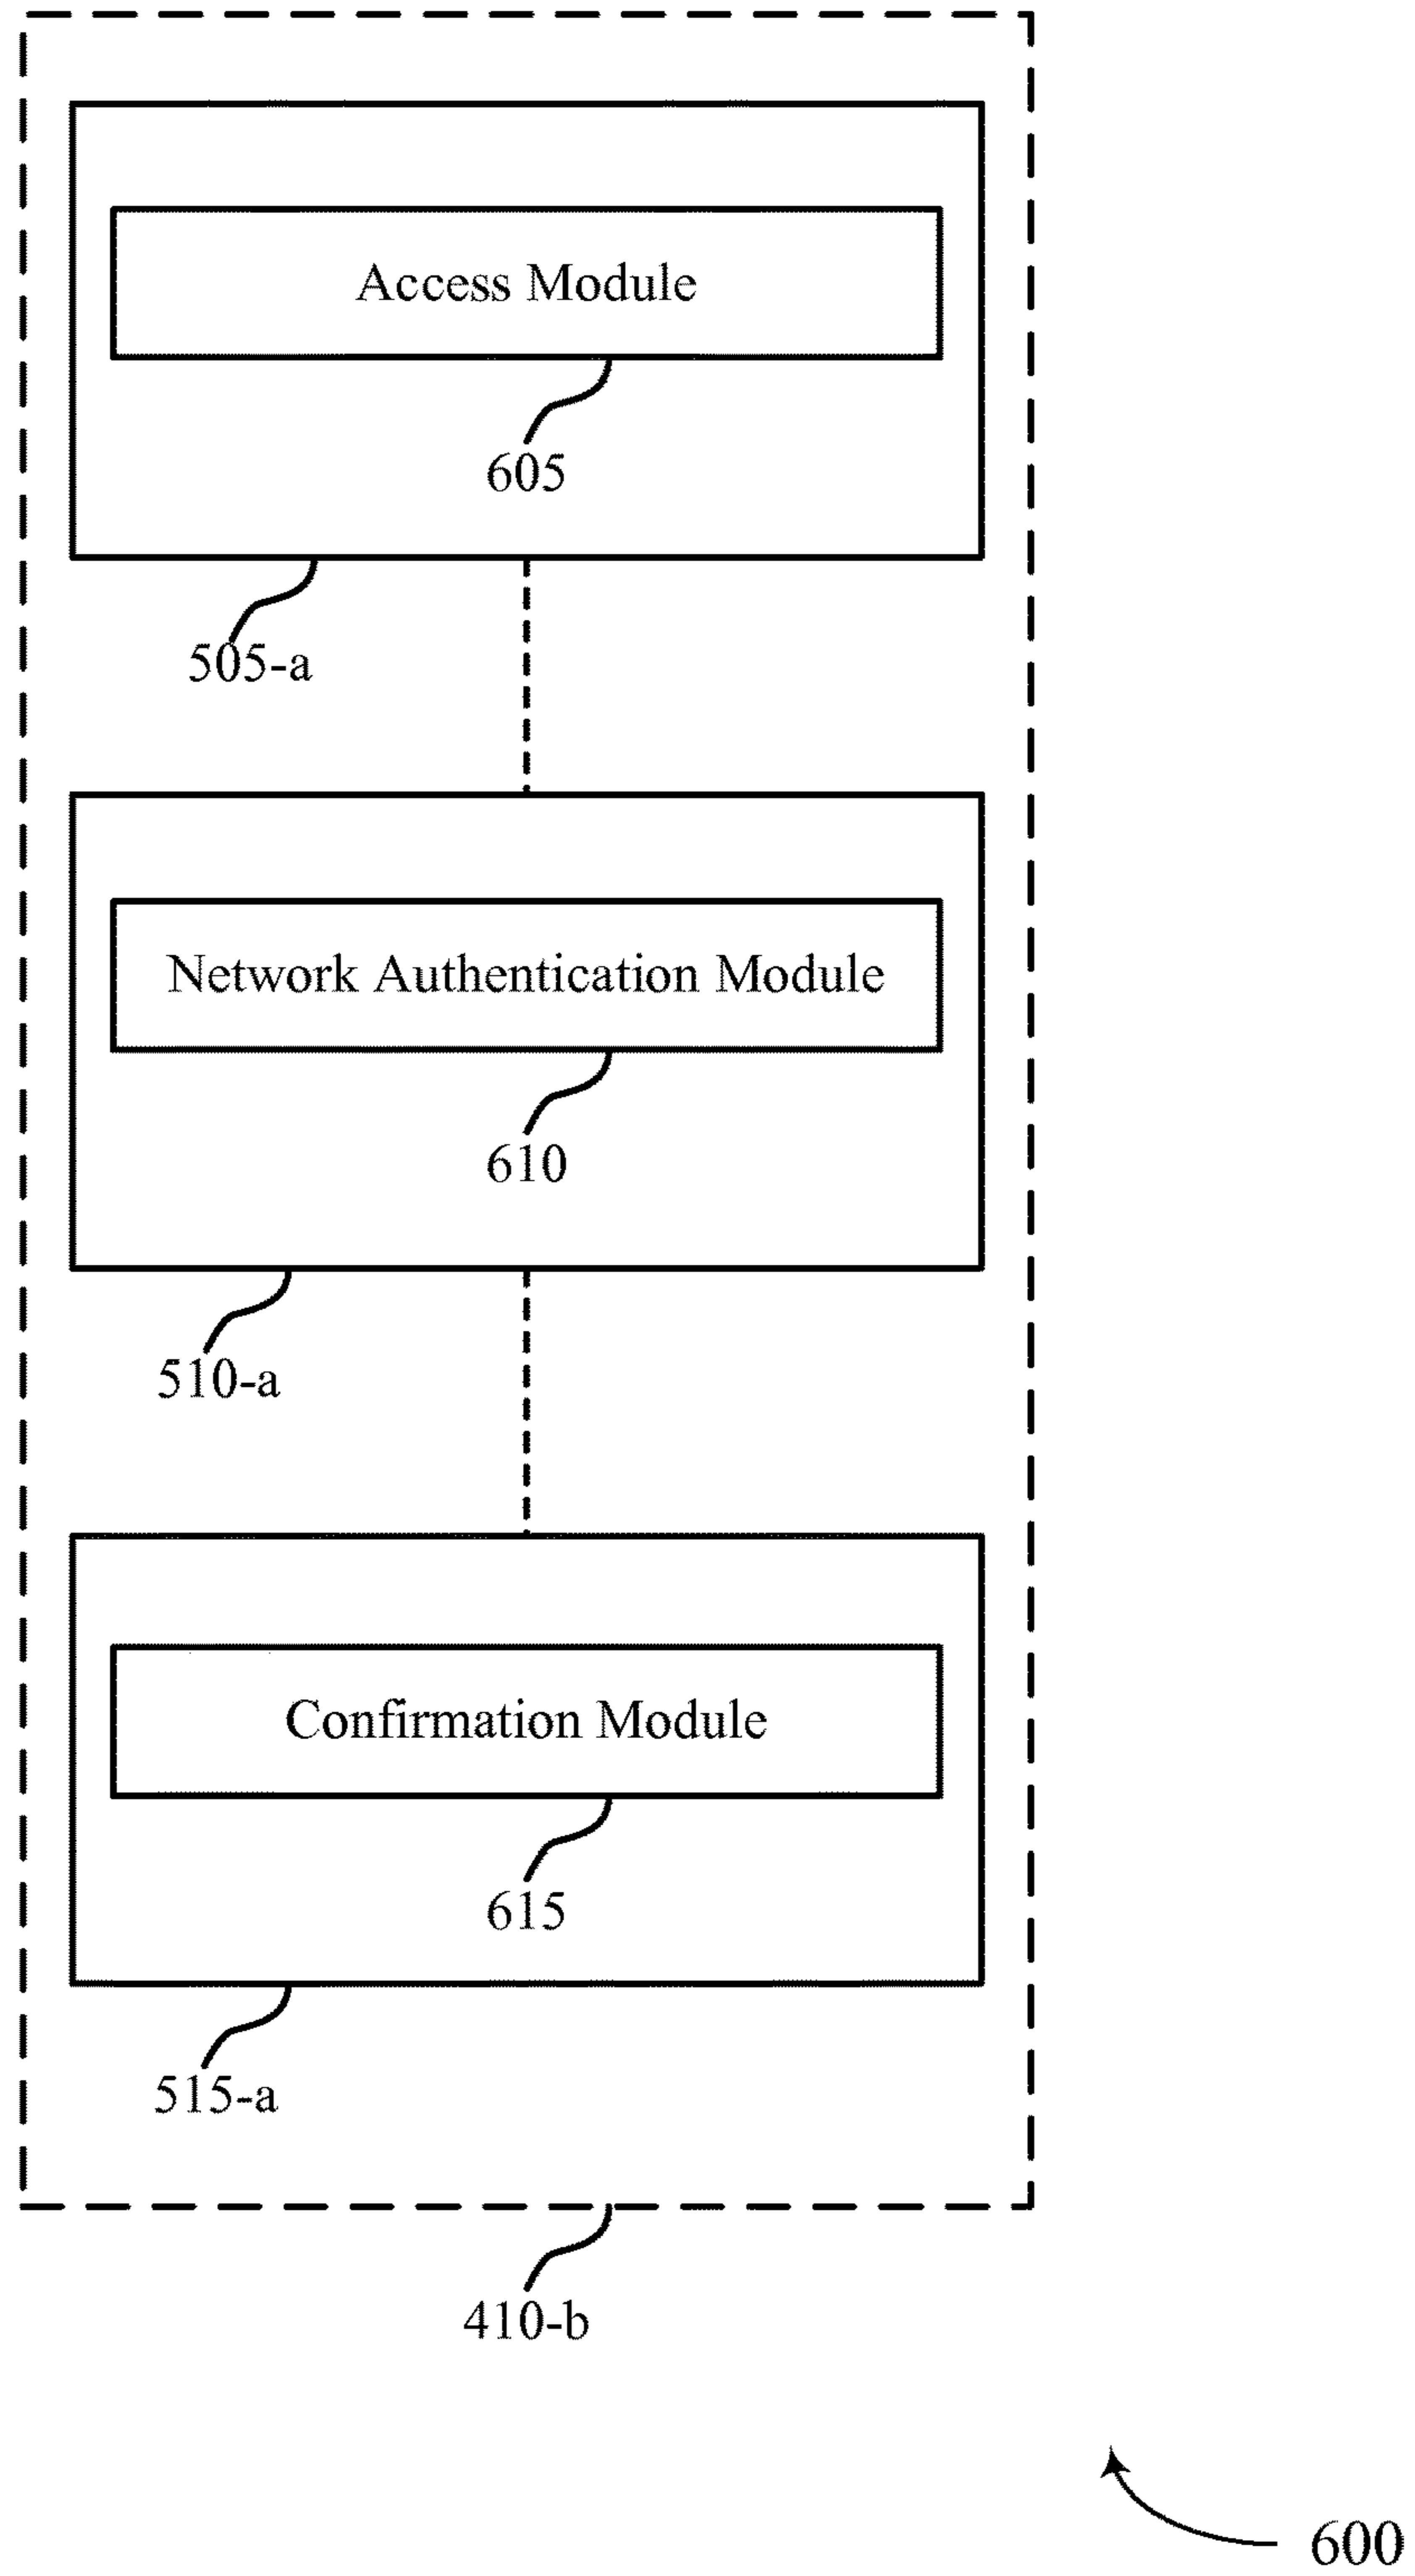 Access Module
605
505-a
Network Authentication Module
610
510-a
Confirmation Module
615
515-a
410-b
600